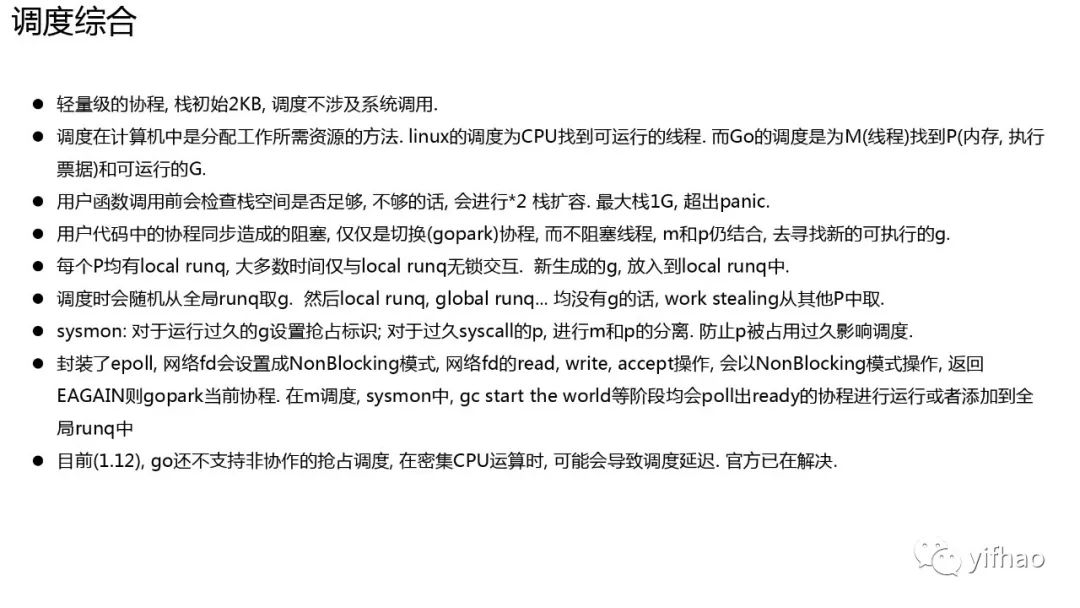 调度综合
● 轻量级的协程, 栈初始2KB, 调度不涉及系统调用.
● 调度在计算机中是分配工作所需资源的方法. linux的调度为CPU找到可运行的线程. 而Go的调度是为M(线程)找到P(内存, 执行
票据)和可运行的G.
● 用户函数调用前会检查栈空间是否足够, 不够的话, 会进行*2 栈扩容. 最大栈1G, 超出panic.
● 用户代码中的协程同步造成的阻塞, 仅仅是切换(gopark)协程, 而不阻塞线程, m和p仍结合, 去寻找新的可执行的g.
● 每个P均有local runq, 大多数时间仅与local runq无锁交互. 新生成的g, 放入到local runq中.
● 调度时会随机从全局runq取g. 然后local runq, global runq... 均没有g的话, work stealing从其他P中取.
● sysmon: 对于运行过久的g设置抢占标识; 对于过久syscall的p, 进行m和p的分离. 防止p被占用过久影响调度.
● 封装了epoll, 网络fd会设置成NonBlocking模式, 网络fd的read, write, accept操作, 会以NonBlocking模式操作, 返回
EAGAIN则gopark当前协程. 在m调度, sysmon中, gc start the world等阶段均会poll出ready的协程进行运行或者添加到全
局runq中
● 目前(1.12), go还不支持非协作的抢占调度, 在密集CPU运算时, 可能会导致调度延迟. 官方已在解决.
yifhao